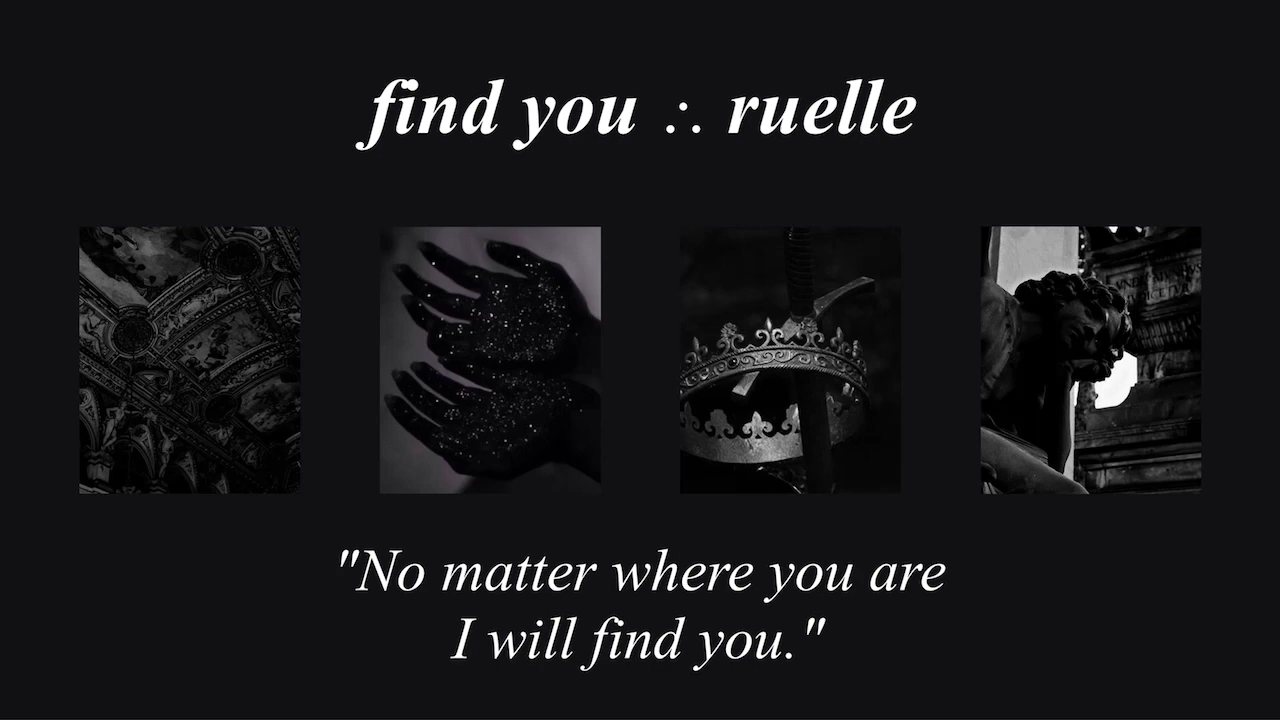 find you ∴ ruelle
"No matter where you are
I will find you."